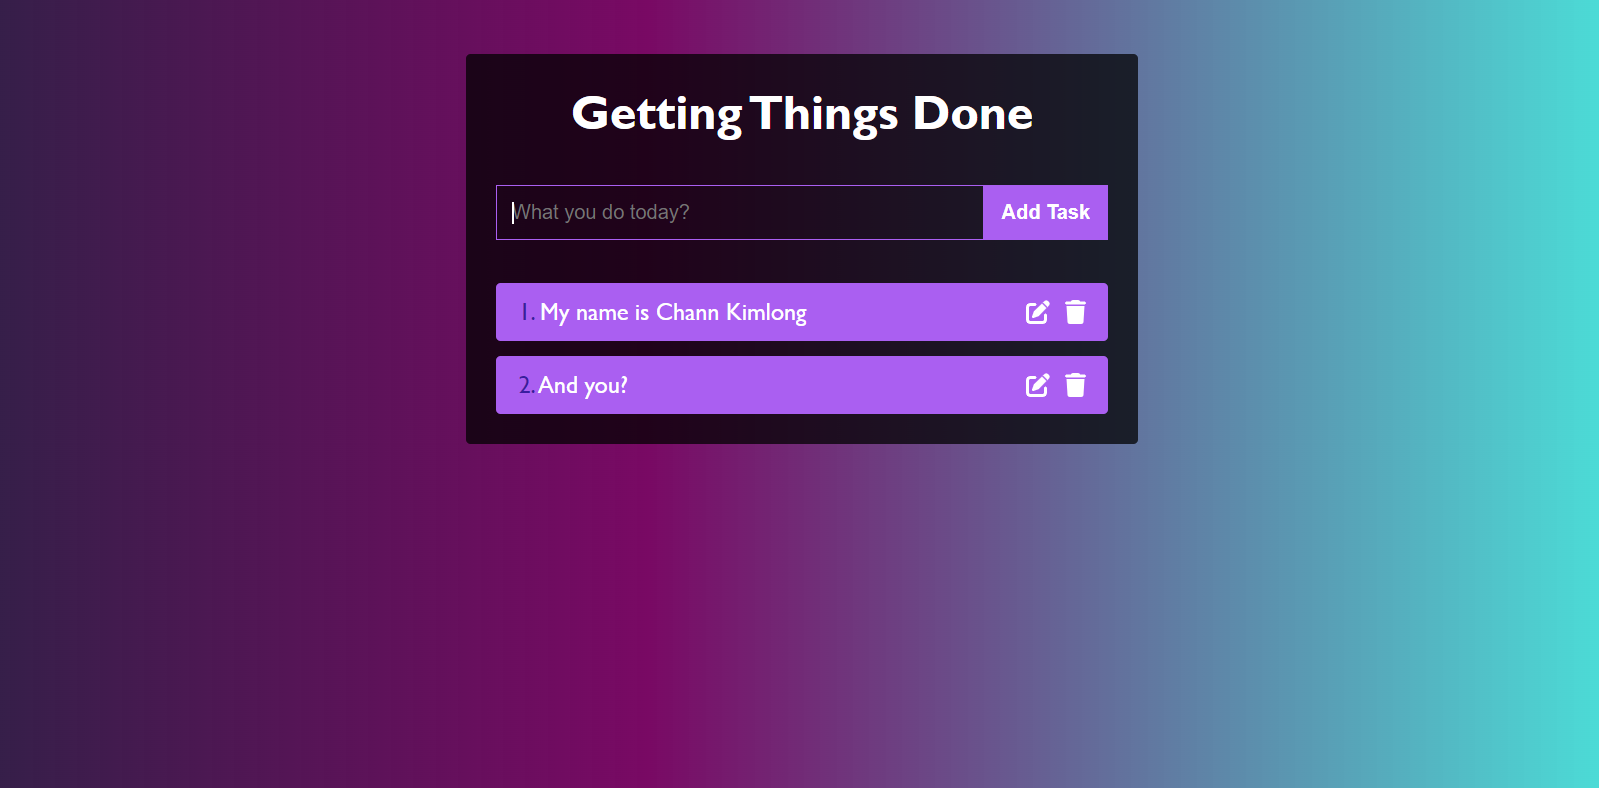 Getting Things Done
What you do today?
Add Task
1. My name is Chann Kimlong
2. And you?